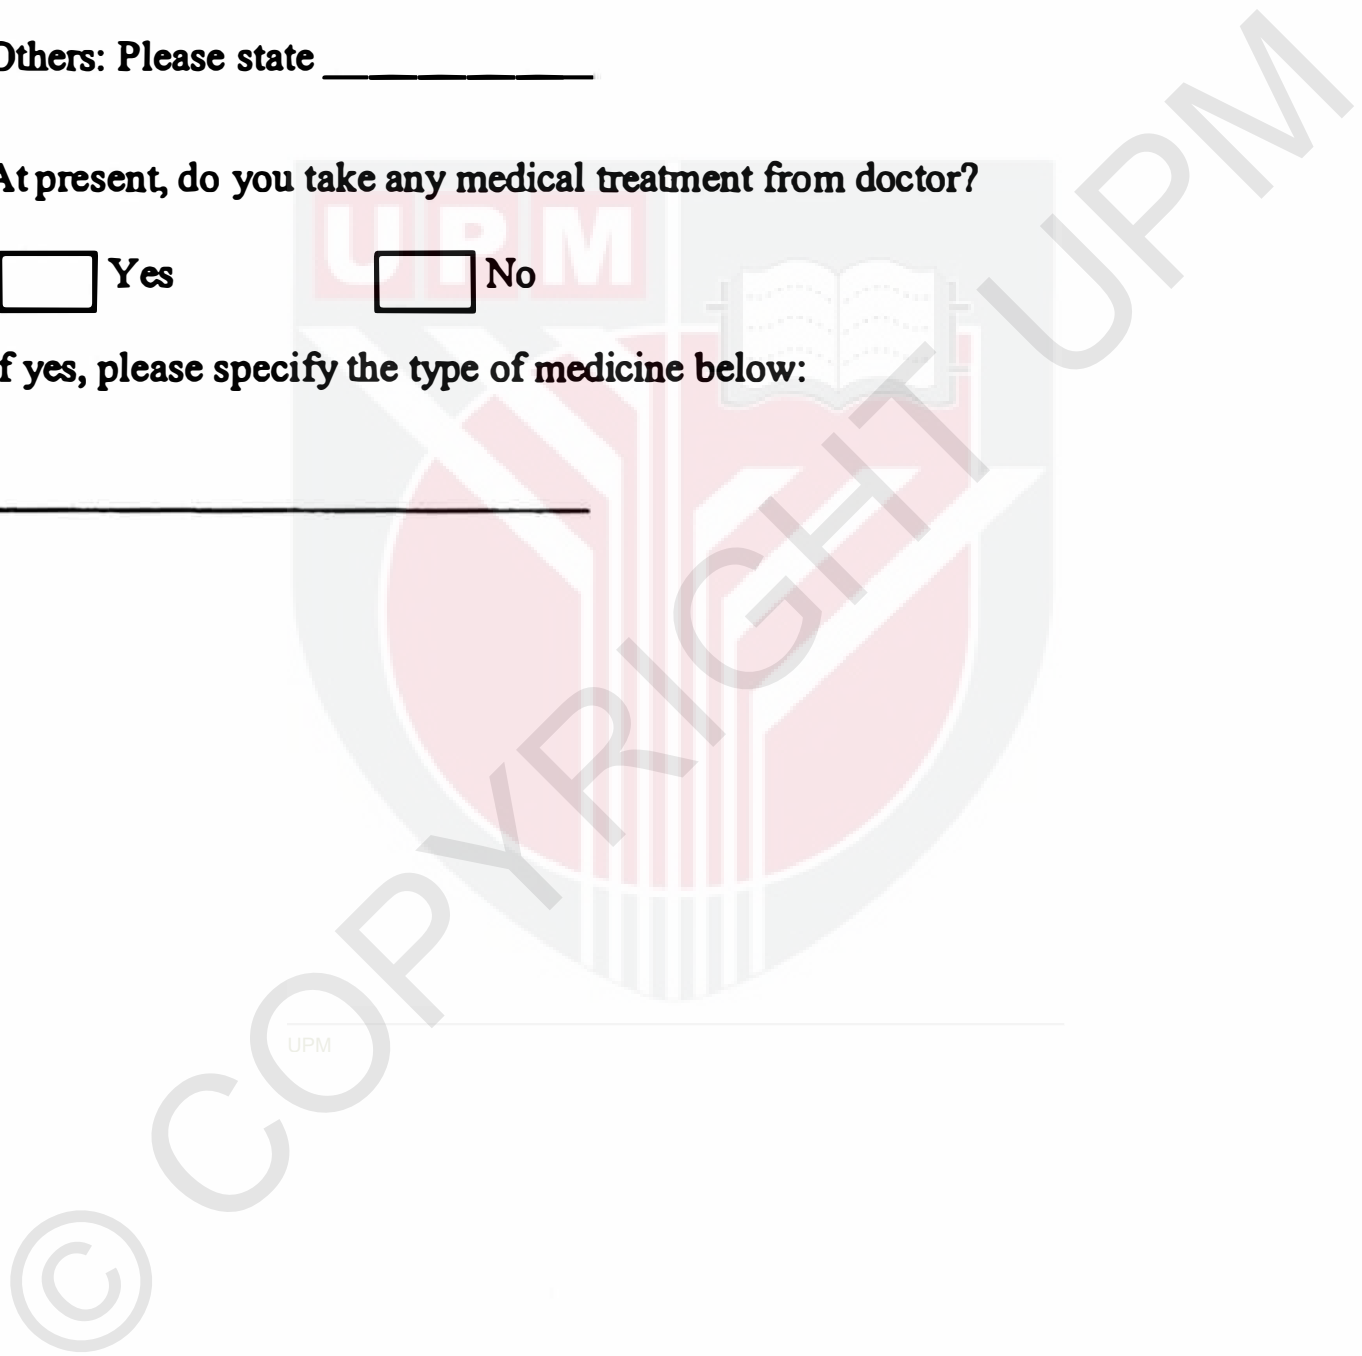 Others: Please state ____________
At present, do you take any medical treatment from doctor?
Yes No
If yes, please specify the type of medicine below:
UPM
UPM
© COPYRIGHT UPM